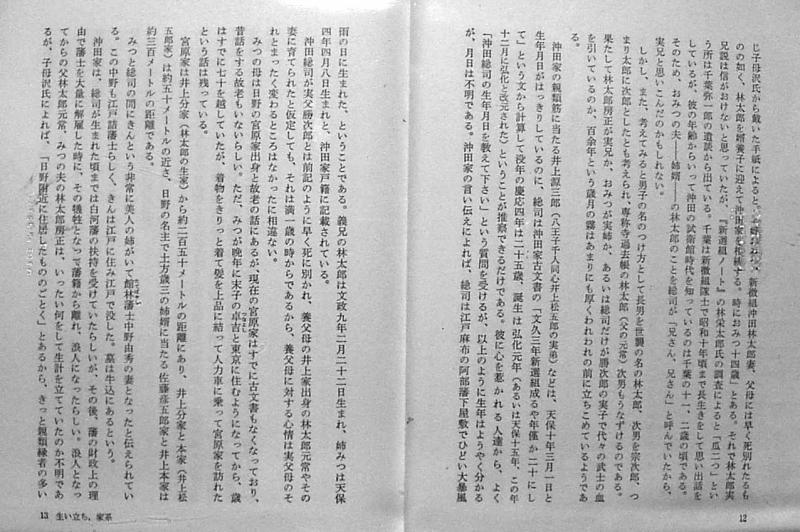 じ子母沢氏から戴いた手紙によると、
新徴組沖田林太郎妻、父母には早く死別れたるも
のの如く、林太郎を婿養子に迎えて沖田家を相続する。時におみつ十四歳」とある。それで林太郎実
兄説は信がおけないと思っていたが、『新選組ノート』の林栄太郎氏の調査によると「瓜二つ」とい
う所は千葉弥一郎の遺談から出ている。千葉は新徴組隊士で昭和十年頃まで長生きをして思い出話を
しているが、彼の年齢からいって沖田の試衛館時代を知っているのは千葉の十一、二歳の頃である。
そのため、おみつの夫——姉婿——の林太郎のことを総司が「兄さん、兄さん」と呼んでいたから、
実兄と思いこんだのかもしれない。
しかし、また、考えてみると男子の名のつけ方として長男を世襲の名の林太郎、次男を宗次郎、つ
まり太郎に次郎としたとも考えられ、専称寺過去帳の林太郎（父の元常）次男もうなずけるのである。
果たして林太郎房正が実兄か、おみつが実姉か、あるいは総司だけが勝次郎の実子で代々の武士の血
を引いているのか、百余年という歳月の霧はあまりにも厚くわれわれの前に立ちこめているようであ
る。
沖田家の親類筋に当たる井上源三郎（八王子千人同心井上松五郎の実弟）などは、天保十年三月一日と
生年月日がはっきりしているのに、総司は沖田家古文書の「文久三年新選組成るや年僅か二十にし
て」という文から計算して没年の慶応四年は二十五歳、誕生は弘化元年（あるいは天保十五年、この年
十二月に弘化と改元された）ということが推察できるだけである。彼に心を惹かれる人達から、よく
「沖田総司の生年月日を教えて下さい」という質問を受けるが、以上のように生年はようやく分かる
が、月日は不明である。沖田家の言い伝えによれば、総司は江戸麻布の阿部藩下屋敷でひどい大暴風
12
雨の日に生まれた、ということである。義兄の林太郎は文政九年二月二十二日生まれ、姉みつは天保
四年四月八日生まれと、沖田家戸籍に記載されている。
沖田総司が実父勝次郎とは前記のように早く死に別かれ、養父母の井上家出身の林太郎元常やその
妻に育てられたと仮定しても、それは満一歳の時からであるから、養父母に対する心情は実父母のそ
れとまったく変わるところはなかったに相違ない。
みつの母は日野の宮原家出身と故老の話にあるが、現在の宮原家はすでに古文書もなくなっており、
昔話をする故老もいないらしい。ただ、みつが晩年に末子の卓吉と東京に住むようになってから、歳
はすでに七十を越していたが、着物をきりっと着て髪を上品に結って人力車に乗って宮原家を訪れた
という話は残っている。
宮原家は井上分家（林太郎の生家）から約二百五十メートルの距離にあり、井上分家と本家（井上松
五郎家）は約五十メートルの近さ、日野の名主で土方歳三の姉婿に当たる佐藤彦五郎家と井上本家は
約三百メートルの距離である。
みつと総司の間にきんという非常に美人の姉がいて館林藩士中野由秀の妻となったと伝えられてい
る。この中野も江戸詰藩士らしく、きんは江戸に住み江戸で没した。墓は牛込にあるという。
沖田家は、総司が生まれた頃までは白河藩の扶持を受けていたらしいが、その後、藩の財政上の理
由で藩士を大量に解雇した時に、その犠牲となって藩籍から離れ、浪人になったらしい。浪人となっ
てからの父林太郎元常、みつの夫の林太郎房正は、いったい何をして生計を立てていたのか不明であ
るが、子母沢氏によれば、「日野附近に住居したもののごとく」とあるから、きっと親類縁者の多い
13 生い立ち、家系